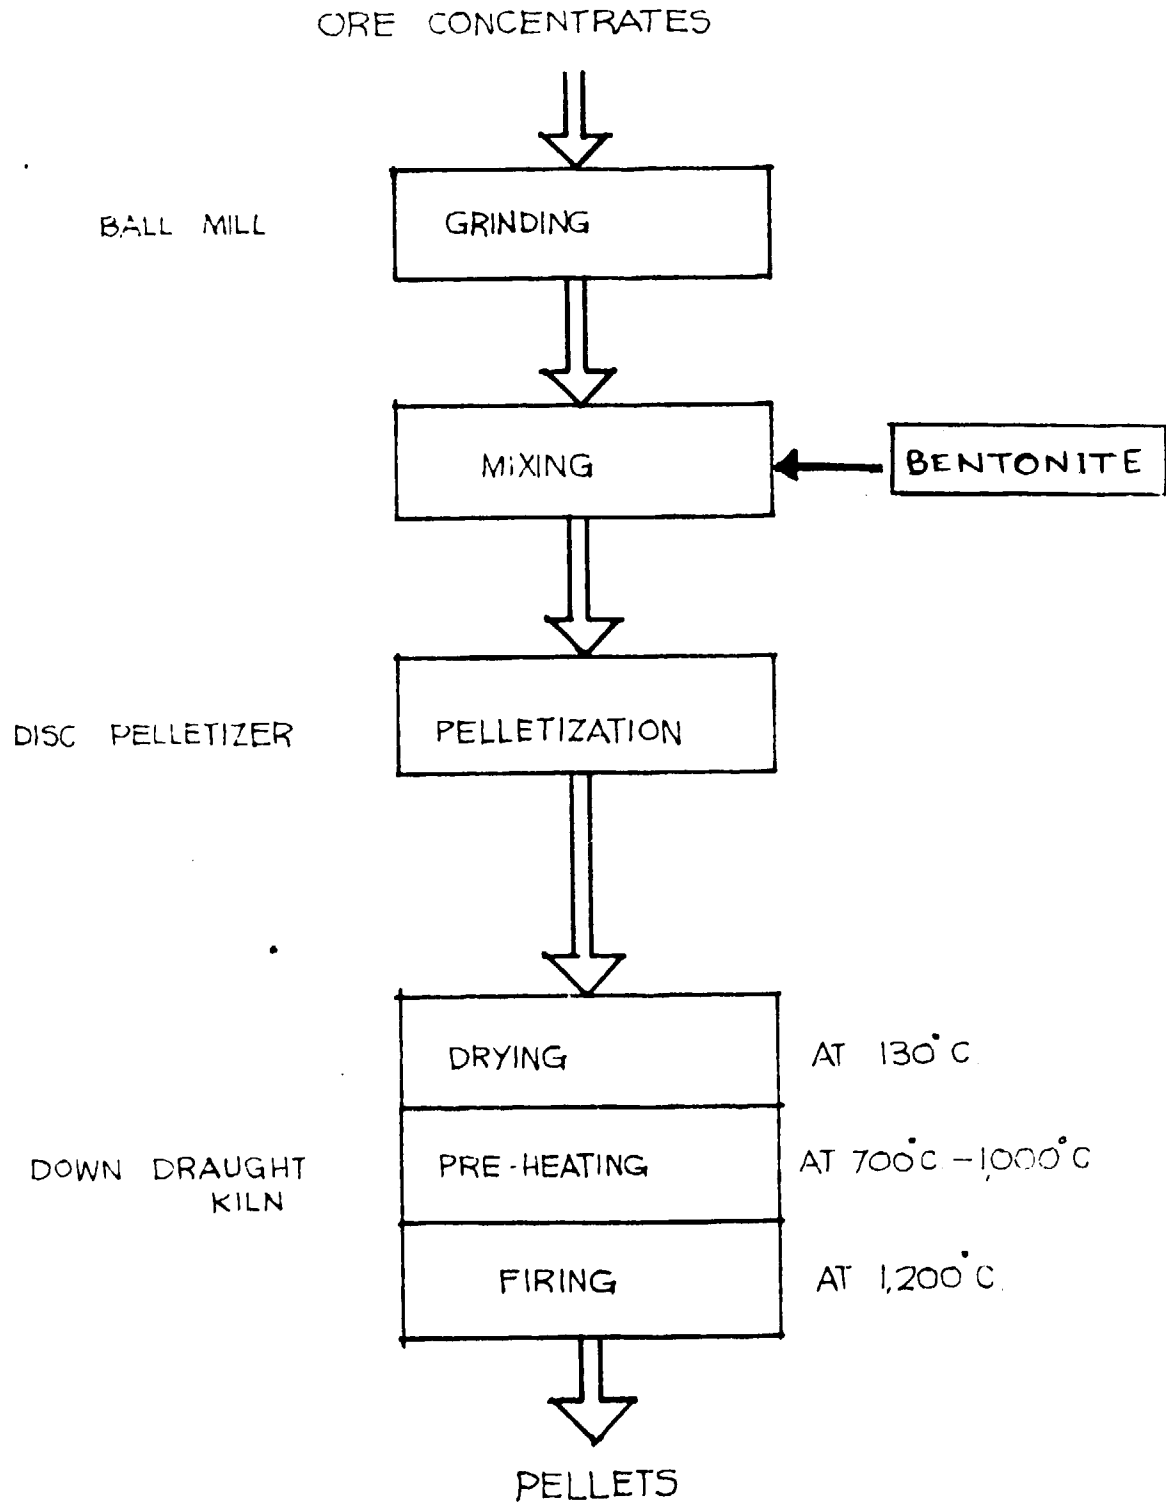 ORE CONCENTRATES
BALL MILL
GRINDING
MiXING
BENTONITE
DISC PELLETIZER
PELLETIZATION
DRYING
AT 130°C
DOWN DRAUGHT
KILN
PRE-HEATING
AT 700°C - 1,000°C
FIRING
AT 1,200°C
PELLETS